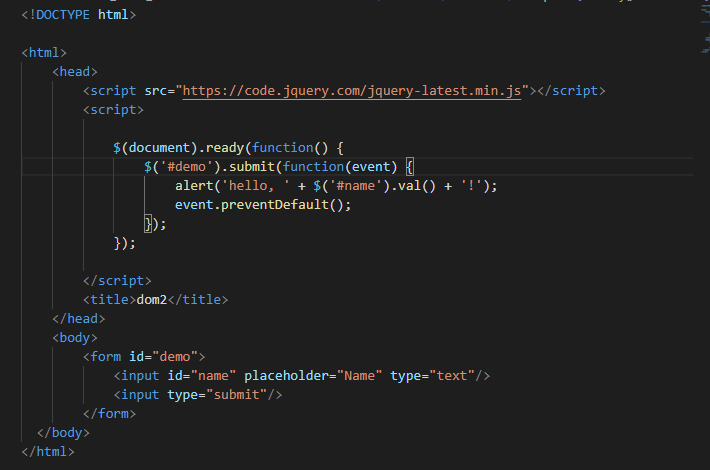 <!DOCTYPE html>
<html>
<head>
<script src="https://code.jquery.com/jquery-latest.min.js"></script>
<script>
$(document).ready(function() {
$('#demo').submit(function(event) {
alert('hello, ' + $('#name').val() + '!');
event.preventDefault();
});
});
</script>
<title>dom2</title>
</head>
<body>
<form id="demo">
<input id="name" placeholder="Name" type="text"/>
<input type="submit"/>
</form>
</body>
</html>